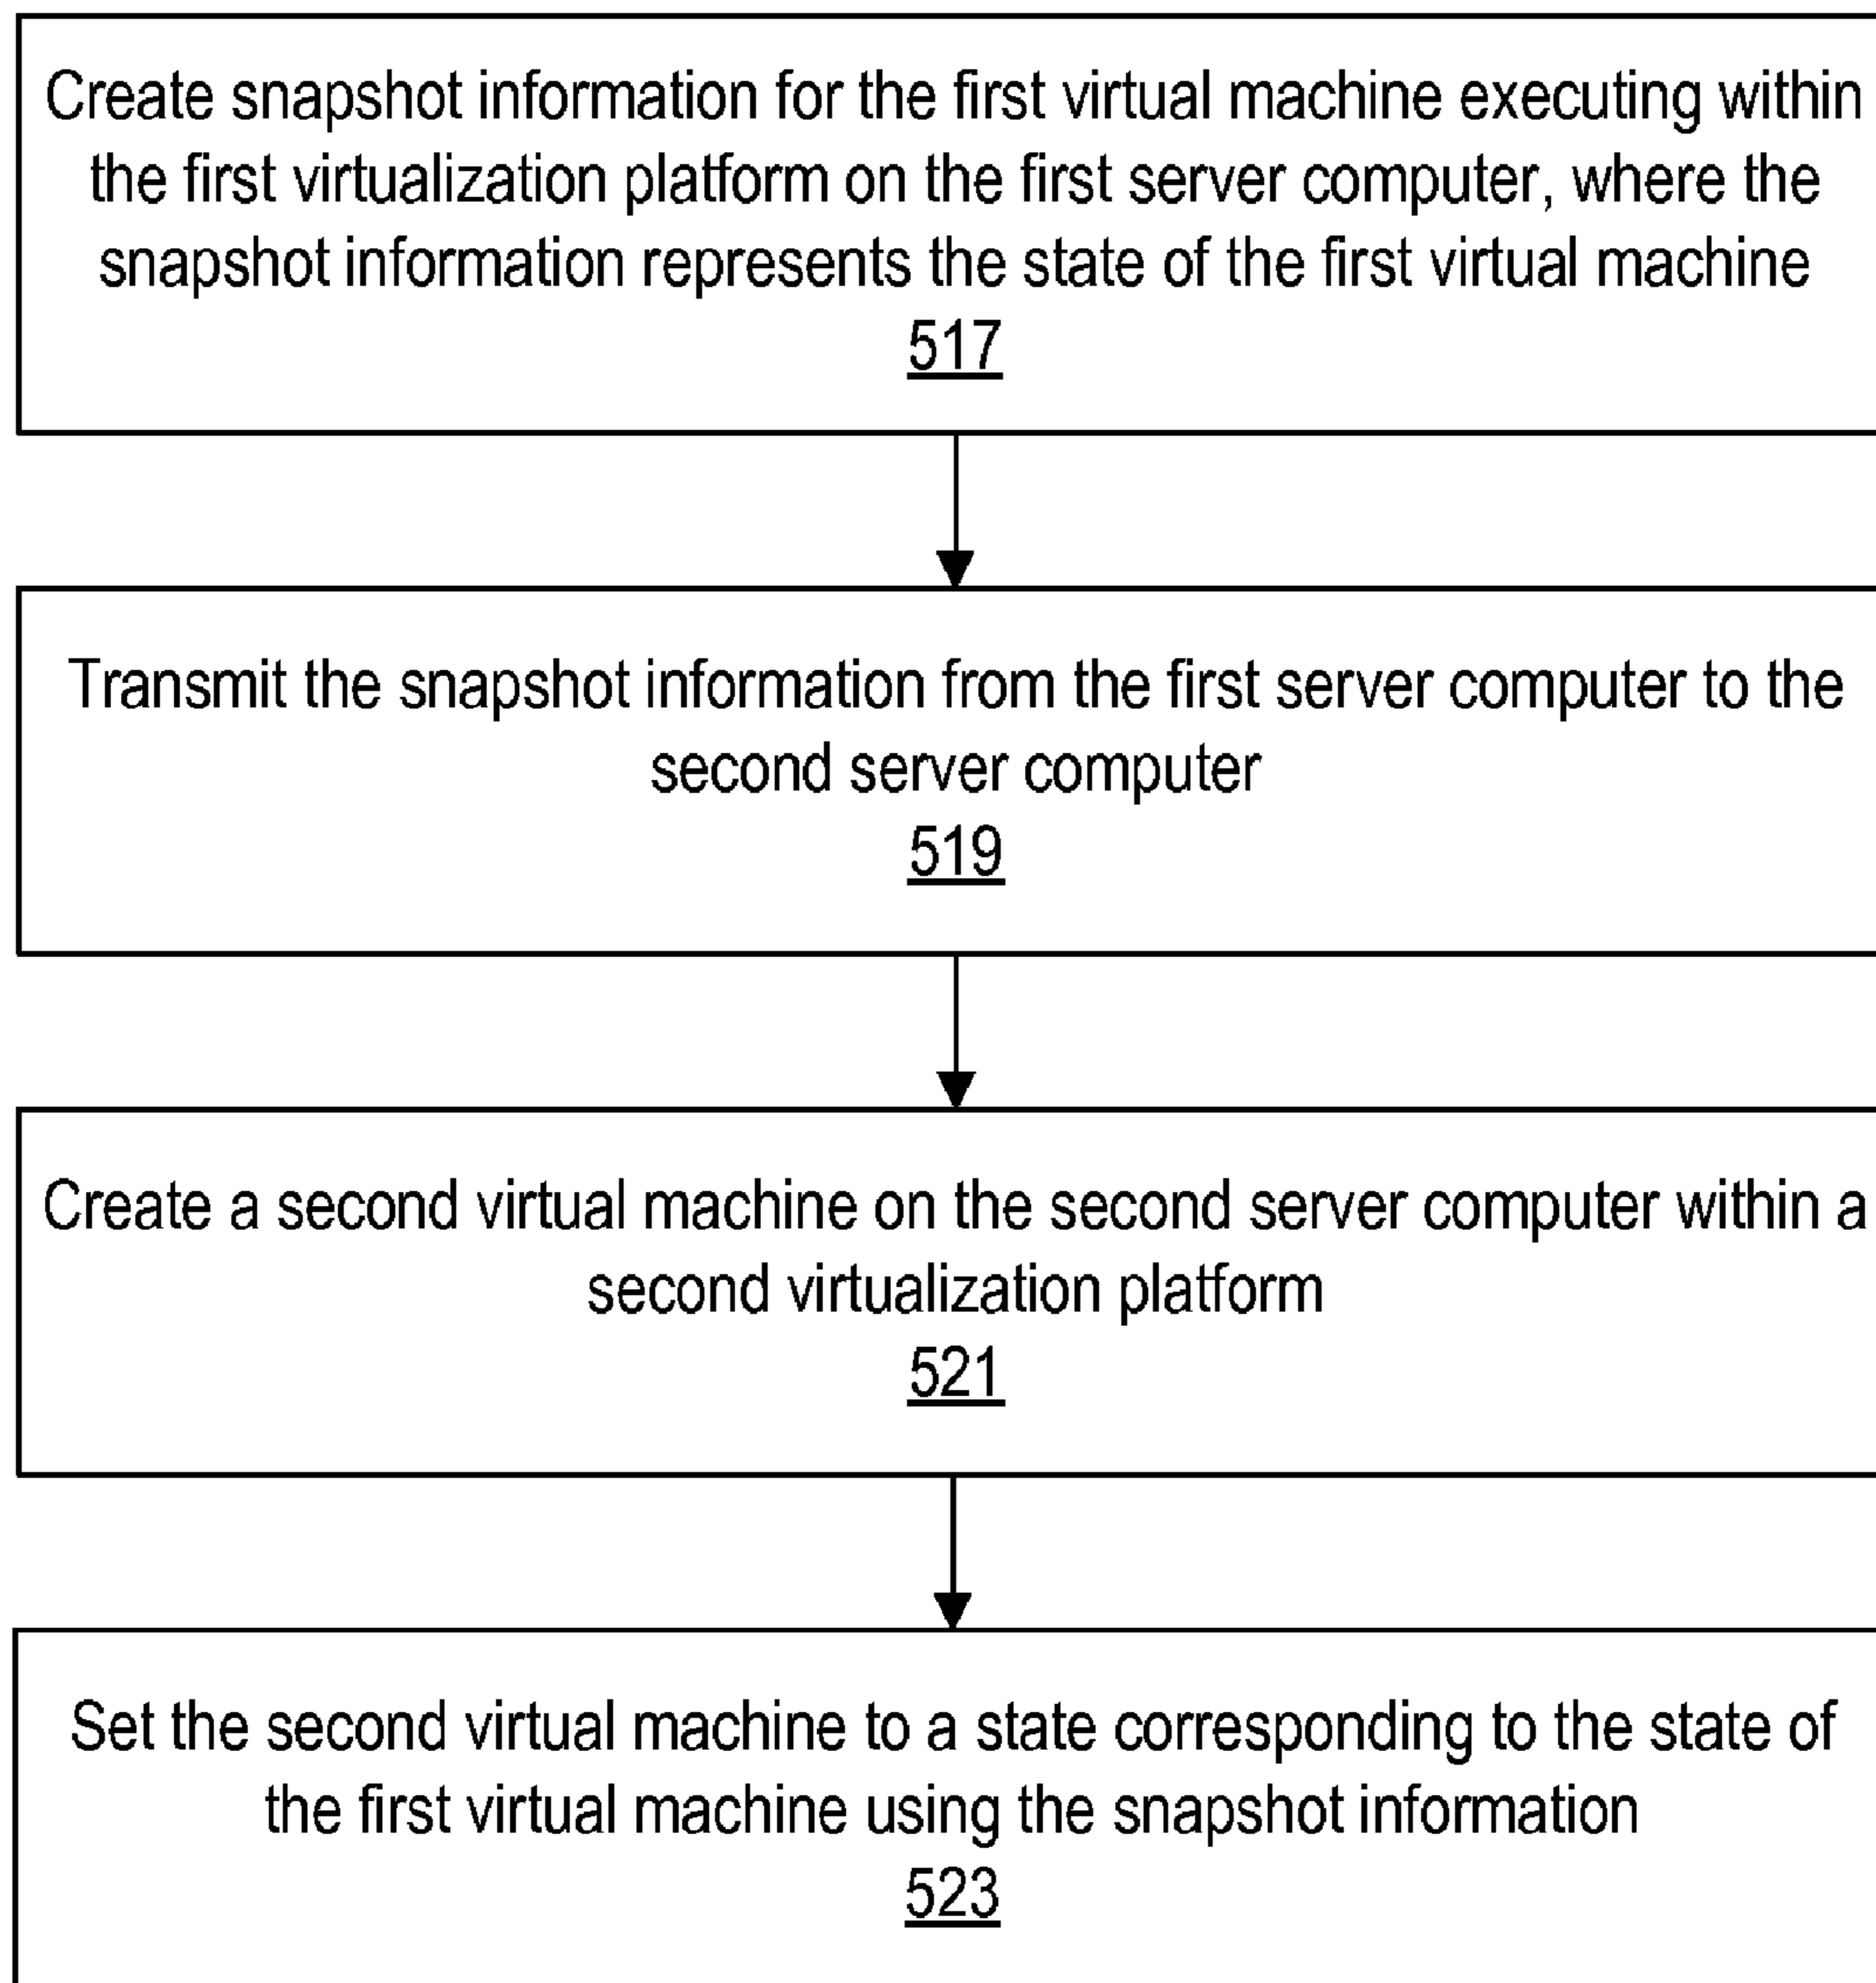 Create snapshot information for the first virtual machine executing within
the first virtualization platform on the first server computer, where the
snapshot information represents the state of the first virtual machine
517
Transmit the snapshot information from the first server computer to the
second server computer
519
Create a second virtual machine on the second server computer within a
second virtualization platform
521
Set the second virtual machine to a state corresponding to the state of
the first virtual machine using the snapshot information
523